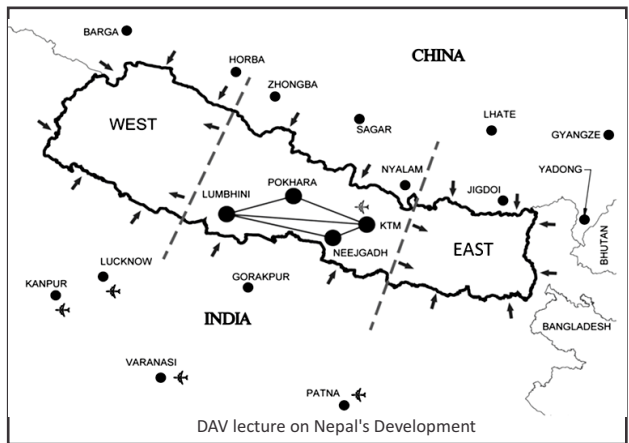 BARGA
HORBA
CHINA
ZHONGBA
WEST
SAGAR
LHATE
GYANGZE
NYALAM
YADONG
POKHARA
JIGDOI
LUMBHINI
KTM
EAST
BHUTAN
NEEJGADH
LUCKNOW
KANPUR
GORAKPUR
INDIA
BANGLADESH
VARANASI
PATNA
DAV lecture on Nepal's Development